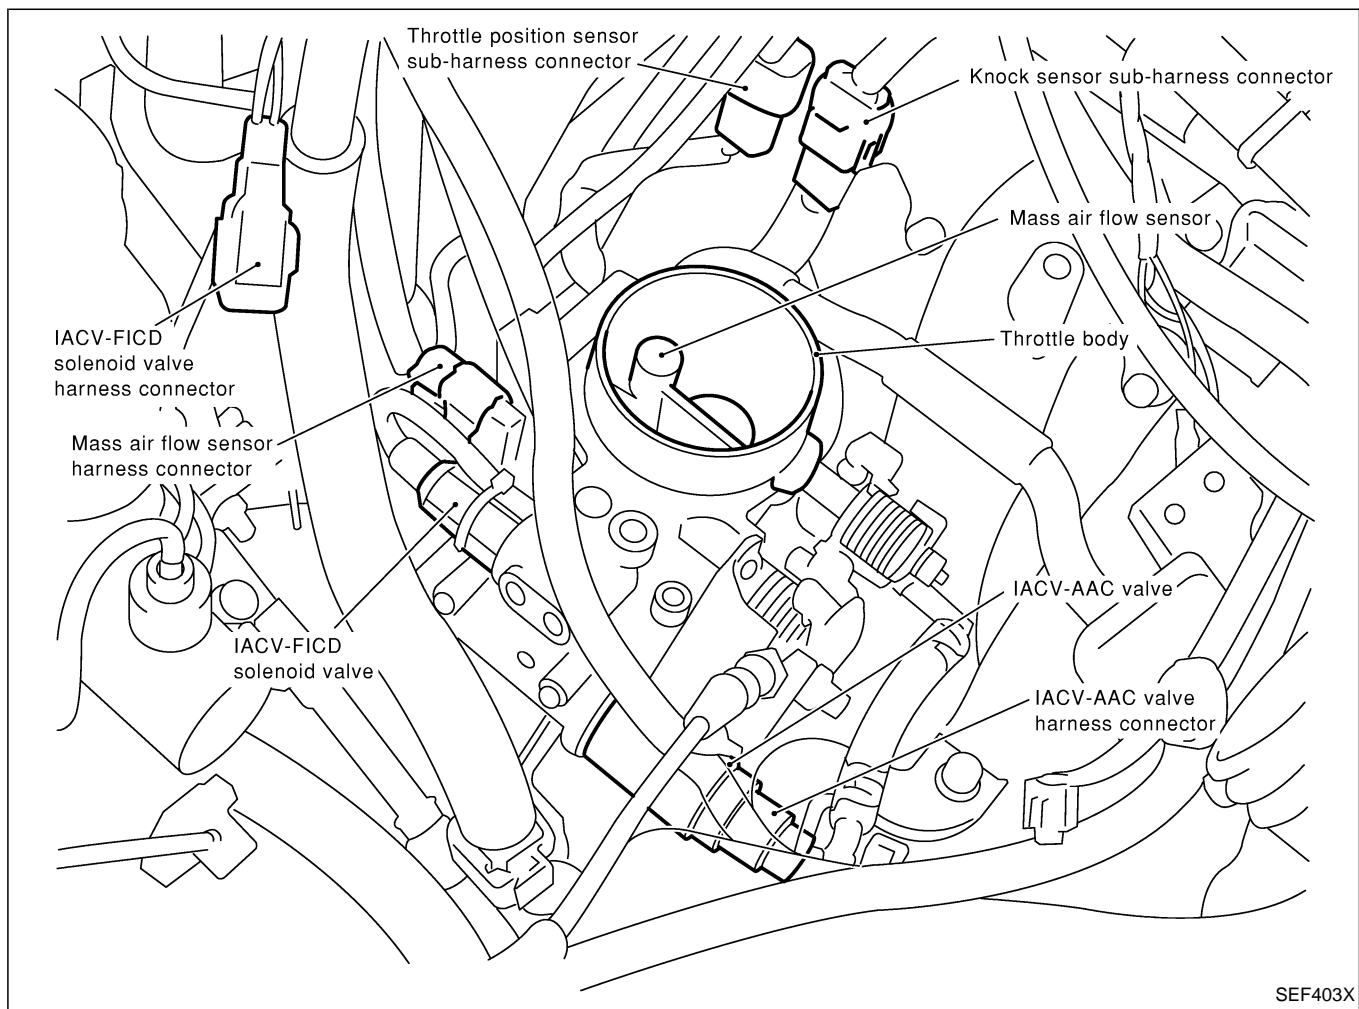 Throttle position sensor
sub-harness connector
Knock sensor sub-harness connector
Mass air flow sensor
Throttle body
IACV-FICD
solenoid valve
harness connector
Mass air flow sensor
harness connector
IACV-AAC valve
IACV-FICD
solenoid valve
IACV-AAC valve
harness connector
SEF403X